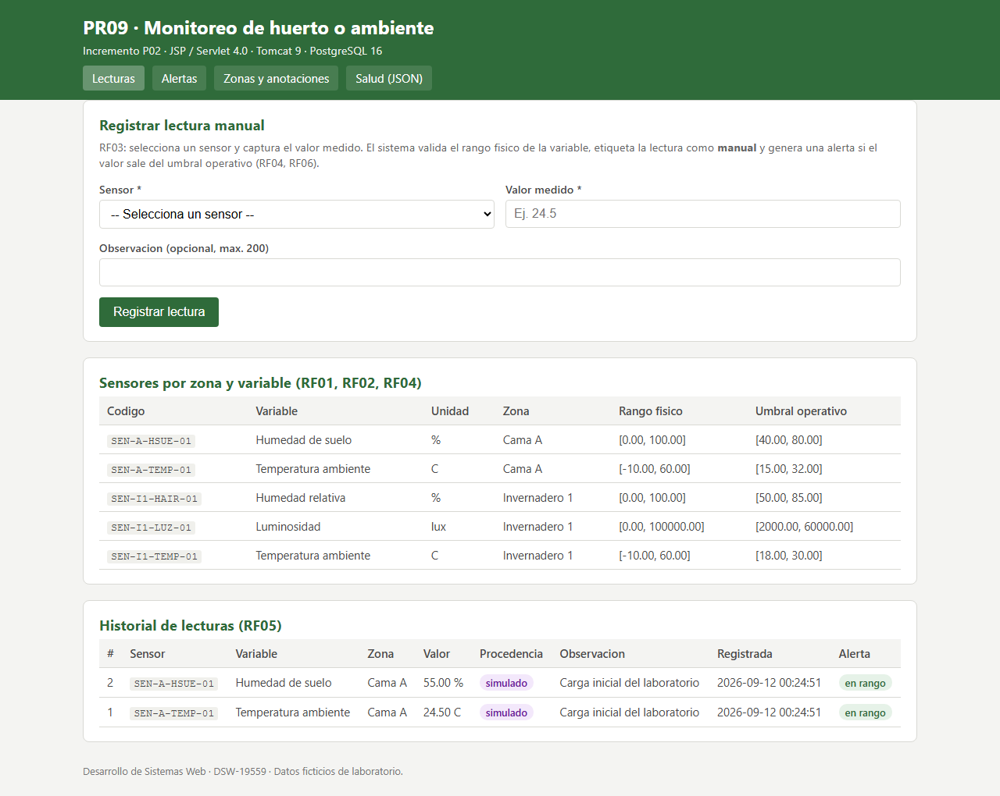 PR09 · Monitoreo de huerto o ambiente
Incremento P02 · JSP / Servlet 4.0 · Tomcat 9 · PostgreSQL 16
Lecturas Alertas Zonas y anotaciones Salud (JSON)
Registrar lectura manual
RF03: selecciona un sensor y captura el valor medido. El sistema valida el rango fisico de la variable, etiqueta la lectura como manual y genera una alerta si el
valor sale del umbral operativo (RF04, RF06).
Sensor * Valor medido *
-- Selecciona un sensor -- Ej. 24.5
Observacion (opcional, max. 200)
Registrar lectura
Sensores por zona y variable (RF01, RF02, RF04)
Codigo Variable Unidad Zona Rango fisico Umbral operativo
SEN-A-HSUE-01 Humedad de suelo % Cama A [0.00, 100.00] [40.00, 80.00]
SEN-A-TEMP-01 Temperatura ambiente C Cama A [-10.00, 60.00] [15.00, 32.00]
SEN-I1-HAIR-01 Humedad relativa % Invernadero 1 [0.00, 100.00] [50.00, 85.00]
SEN-I1-LUZ-01 Luminosidad lux Invernadero 1 [0.00, 100000.00] [2000.00, 60000.00]
SEN-I1-TEMP-01 Temperatura ambiente C Invernadero 1 [-10.00, 60.00] [18.00, 30.00]
Historial de lecturas (RF05)
# Sensor Variable Zona Valor Procedencia Observacion Registrada Alerta
2 SEN-A-HSUE-01 Humedad de suelo Cama A 55.00 % simulado Carga inicial del laboratorio 2026-09-12 00:24:51 en rango
1 SEN-A-TEMP-01 Temperatura ambiente Cama A 24.50 C simulado Carga inicial del laboratorio 2026-09-12 00:24:51 en rango
Desarrollo de Sistemas Web · DSW-19559 · Datos ficticios de laboratorio.